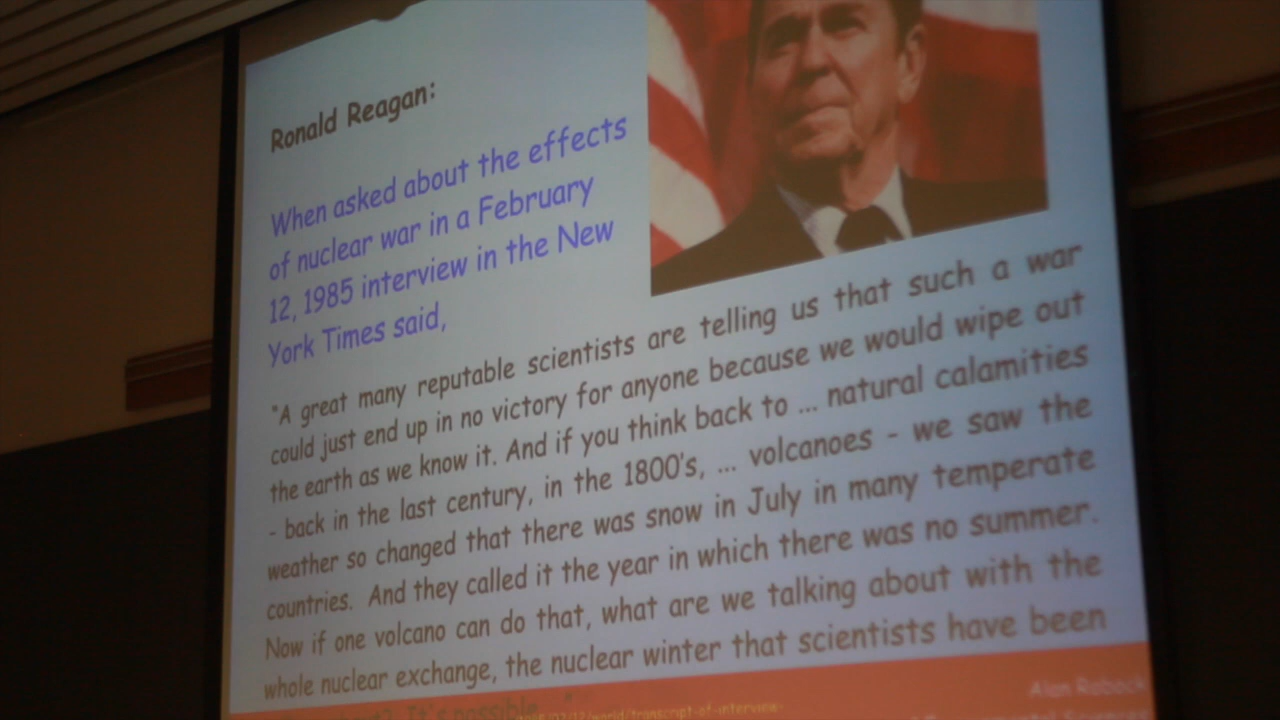 Ronald Reagan:
When asked about the effects
of nuclear war in a February
12, 1985 interview in the New
York Times said,
"A great many reputable scientists are telling us that such a war
could just end up in no victory for anyone because we would wipe out
the earth as we know it. And if you think back to ... natural calamities
- back in the last century, in the 1800's, ... volcanoes - we saw the
weather so changed that there was snow in July in many temperate
countries. And they called it the year in which there was no summer.
Now if one volcano can do that, what are we talking about with the
whole nuclear exchange, the nuclear winter that scientists have been
It's possible
/world/transcript-of-interview-
Alan Robock